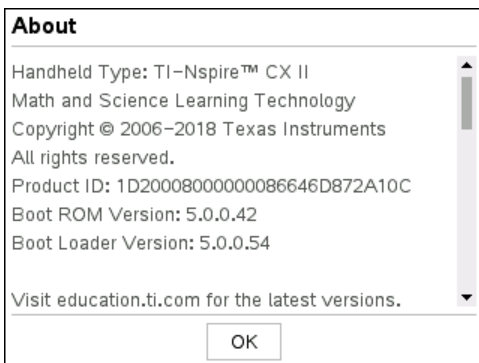 About
Handheld Type: TI-Nspire™ CX II
Math and Science Learning Technology
Copyright © 2006-2018 Texas Instruments
All rights reserved.
Product ID: 1D20008000000086646D872A10C
Boot ROM Version: 5.0.0.42
Boot Loader Version: 5.0.0.54
Visit education.ti.com for the latest versions.
OK